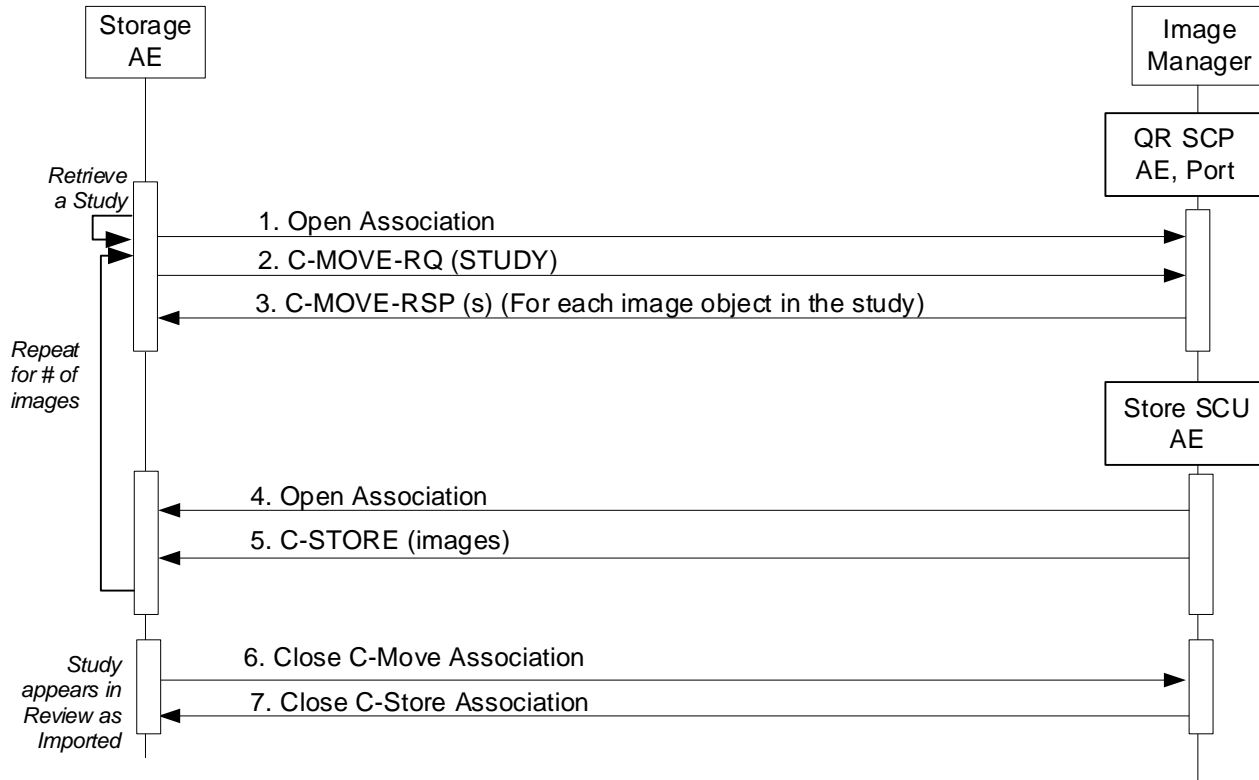 Storage
AE
Image
Manager
QR SCP
AE, Port
Retrieve
a Study
1. Open Association
2. C-MOVE-RQ (STUDY)
3. C-MOVE-RSP (s) (For each image object in the study)
Repeat
for # of
images
Store SCU
AE
4. Open Association
5. C-STORE (images)
6. Close C-Move Association
7. Close C-Store Association
Study
appears in
Review as
Imported